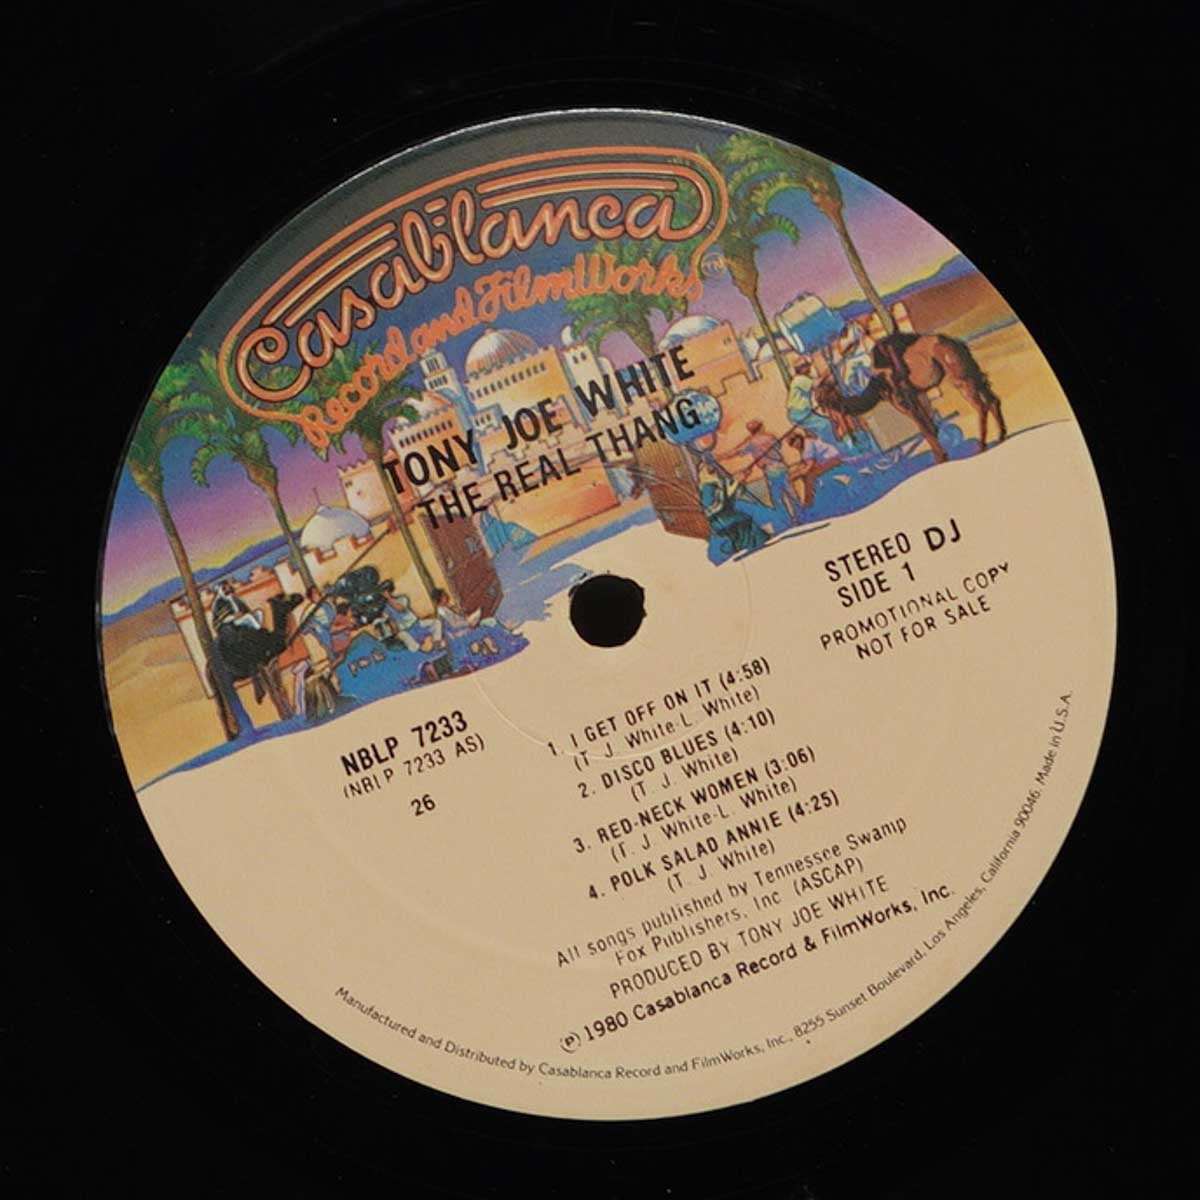 Casablanca
Record and FilmWorks™
TONY JOE WHITE
THE REAL THANG
STEREO DJ
SIDE 1
PROMOTIONAL COPY
NOT FOR SALE
NBLP 7233
(NBLP 7233 AS)
26
1. I GET OFF ON IT (4:58)
(T. J. White-L. White)
2. DISCO BLUES (4:10)
(T. J. White)
3. RED-NECK WOMEN (3:06)
(T. J. White-L. White)
4. POLK SALAD ANNIE (4:25)
(T. J. White)
All songs published by Tennessee Swamp
Fox Publishers, Inc. (ASCAP)
PRODUCED BY TONY JOE WHITE
℗ 1980 Casablanca Record & FilmWorks, Inc.
Manufactured and Distributed by Casablanca Record and FilmWorks, Inc., 8255 Sunset Boulevard, Los Angeles, California 90046. Made in U.S.A.